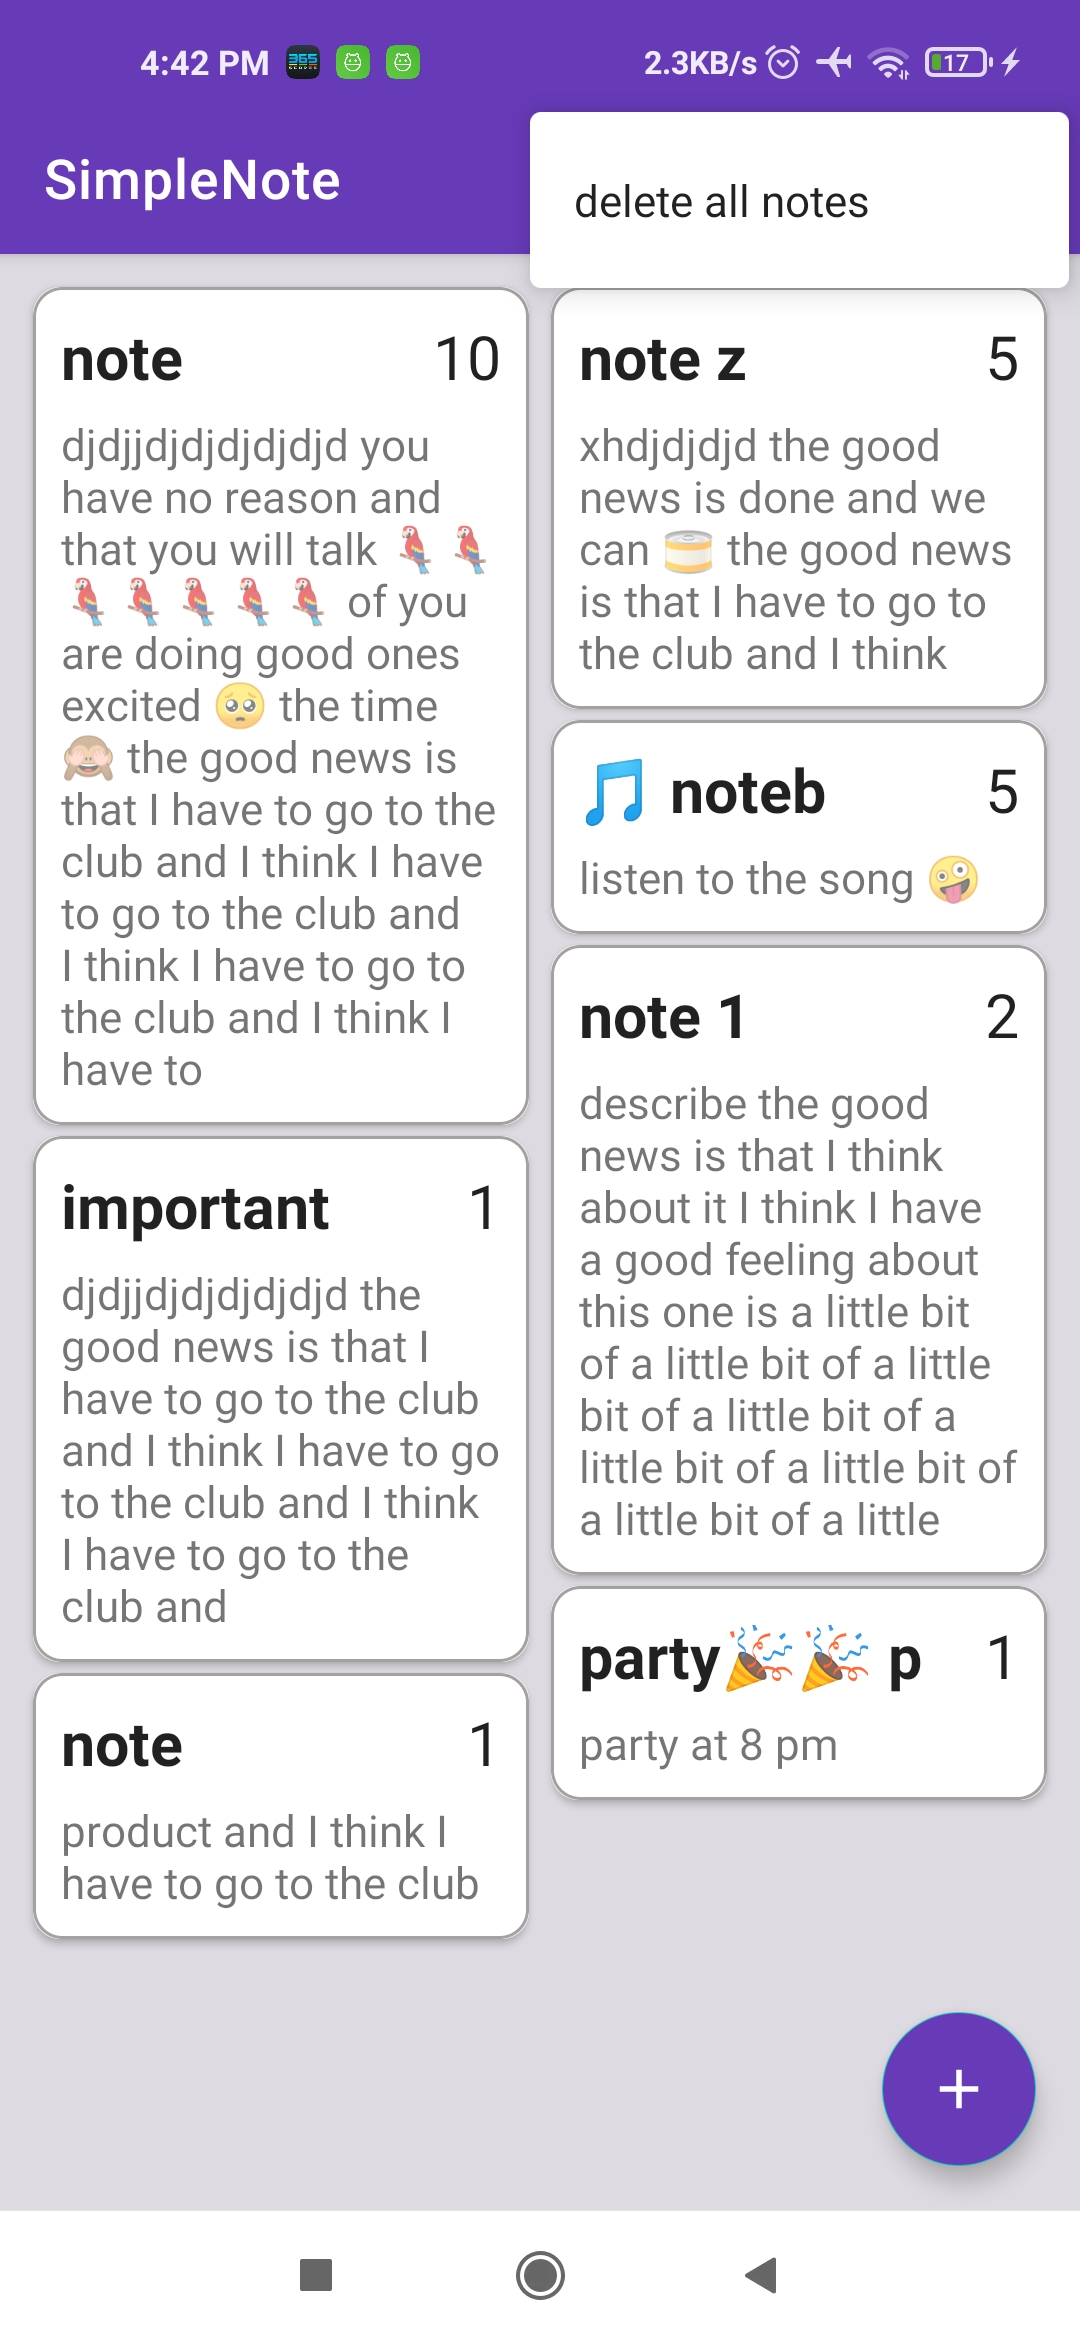 4:42 PM 365 SCORES 2.3KB/s 17
SimpleNote
delete all notes
note 10
djdjjdjdjdjdjdjd you
have no reason and
that you will talk 🦜 🦜
🦜 🦜 🦜 🦜 🦜 of you
are doing good ones
excited 🥺 the time
🙈 the good news is
that I have to go to the
club and I think I have
to go to the club and
I think I have to go to
the club and I think I
have to
important 1
djdjjdjdjdjdjdjd the
good news is that I
have to go to the club
and I think I have to go
to the club and I think
I have to go to the
club and
note 1
product and I think I
have to go to the club
note z 5
xhdjdjdjd the good
news is done and we
can 🥫 the good news
is that I have to go to
the club and I think
🎵 noteb 5
listen to the song 🤪
note 1 2
describe the good
news is that I think
about it I think I have
a good feeling about
this one is a little bit
of a little bit of a little
bit of a little bit of a
little bit of a little bit of
a little bit of a little
party🎉🎉 p 1
party at 8 pm